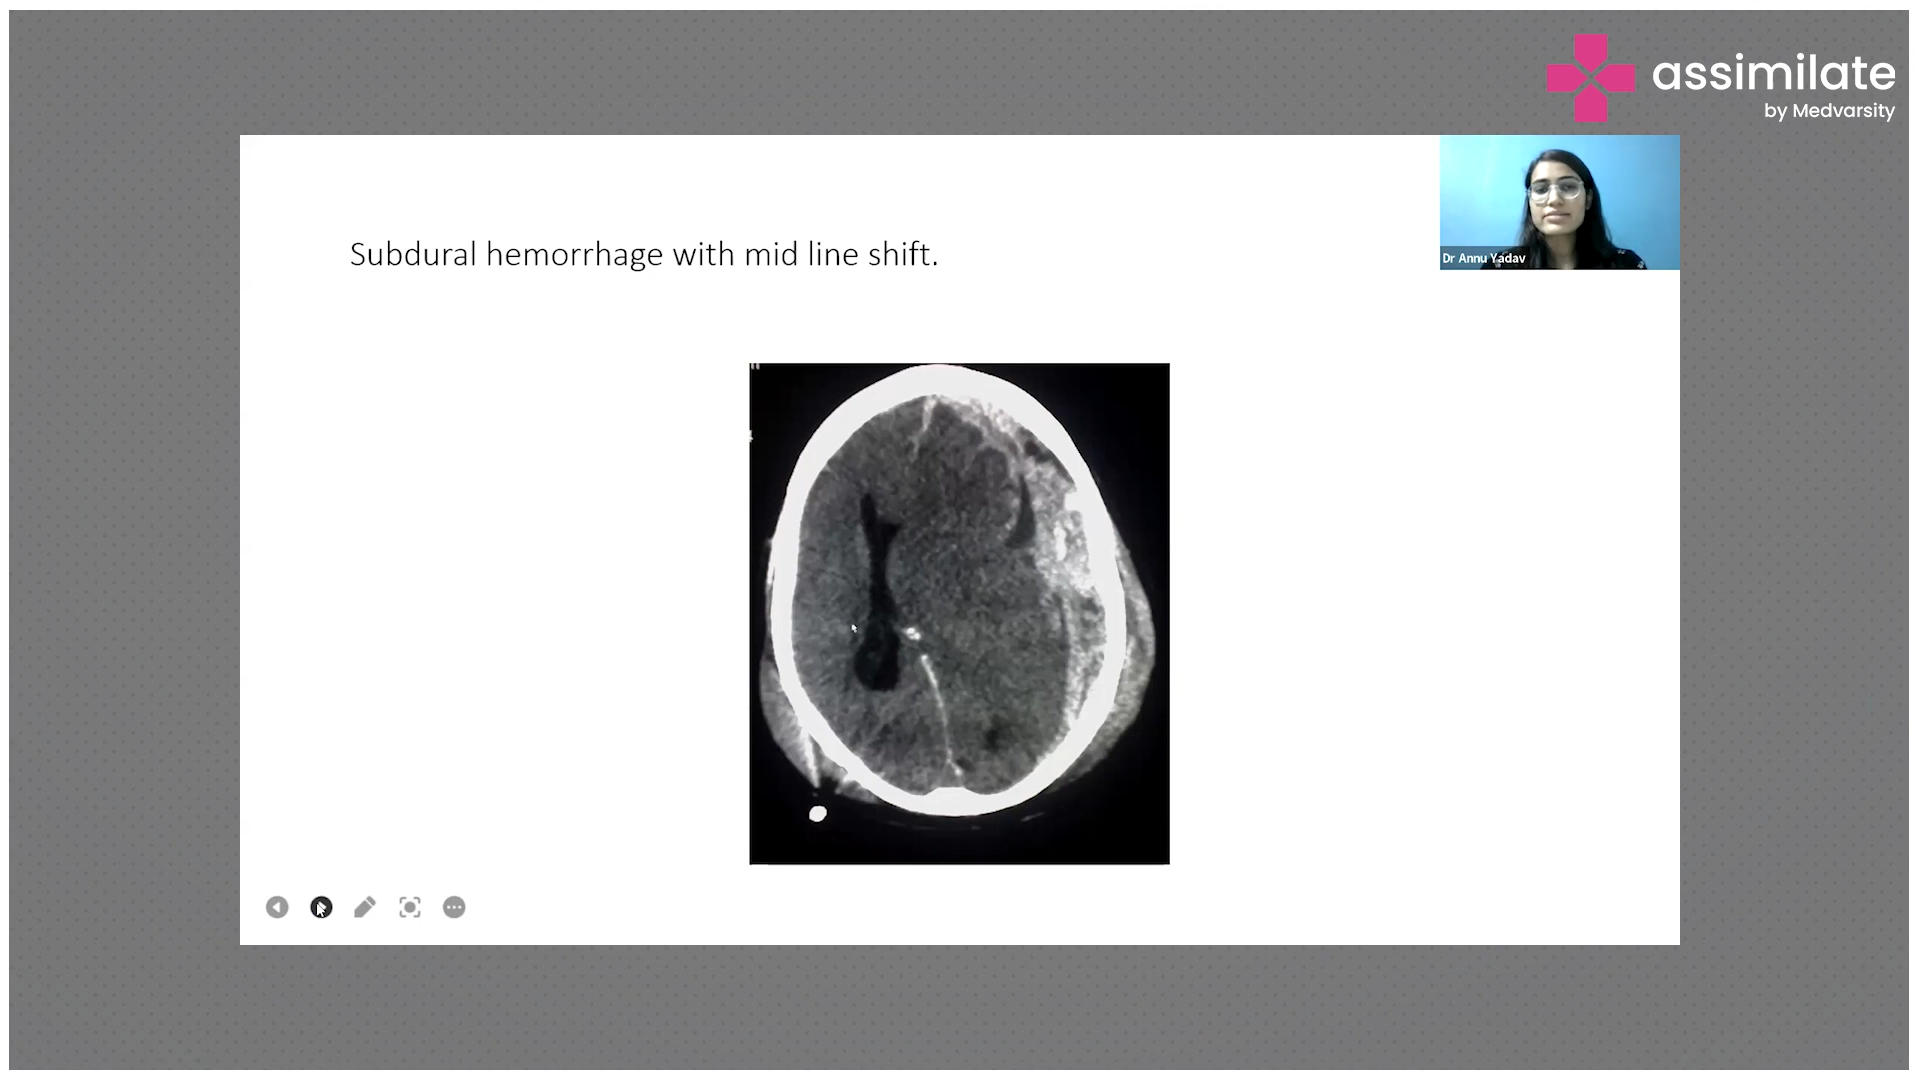 assimilate
by Medvarsity
Dr Annu Yadav
Subdural hemorrhage with mid line shift.